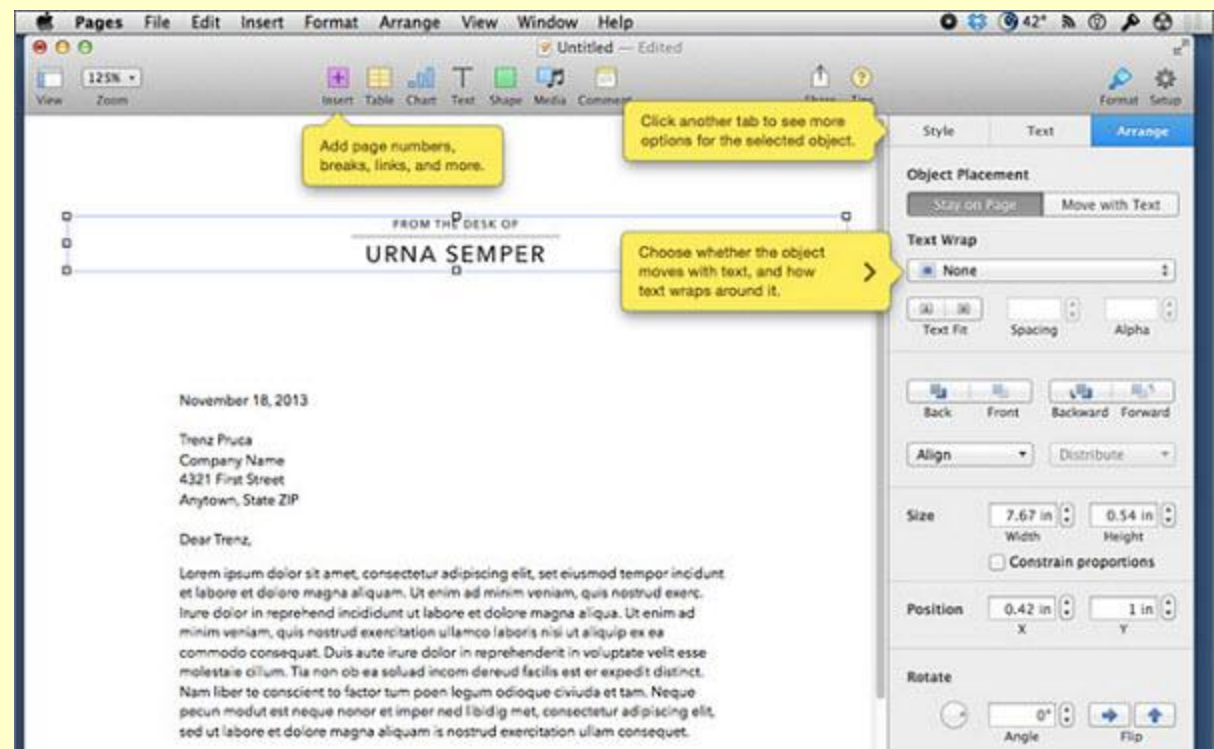 Pages File Edit Insert Format Arrange View Window Help 42°
Untitled — Edited
125%
View Zoom Insert Table Chart Text Shape Media Comment Share Tips Format Setup
Add page numbers,
breaks, links, and more.
Click another tab to see more
options for the selected object.
Style Text Arrange
Object Placement
Stay on Page Move with Text
FROM THE DESK OF
URNA SEMPER
Choose whether the object
moves with text, and how
text wraps around it.
Text Wrap
None
Text Fit Spacing Alpha
Back Front Backward Forward
Align Distribute
Size 7.67 in 0.54 in
Width Height
Constrain proportions
Position 0.42 in 1 in
X Y
Rotate
0°
Angle Flip
November 18, 2013
Trenz Pruca
Company Name
4321 First Street
Anytown, State ZIP
Dear Trenz,
Lorem ipsum dolor sit amet, consectetur adipiscing elit, set eiusmod tempor incidunt
et labore et dolore magna aliquam. Ut enim ad minim veniam, quis nostrud exerc.
Irure dolor in reprehend incididunt ut labore et dolore magna aliqua. Ut enim ad
minim veniam, quis nostrud exercitation ullamco laboris nisi ut aliquip ex ea
commodo consequat. Duis aute irure dolor in reprehenderit in voluptate velit esse
molestaie cillum. Tia non ob ea soluad incom dereud facilis est er expedit distinct.
Nam liber te conscient to factor tum poen legum odioque civiuda et tam. Neque
pecun modut est neque nonor et imper ned libidig met, consectetur adipiscing elit,
sed ut labore et dolore magna aliquam is nostrud exercitation ullam consequet.